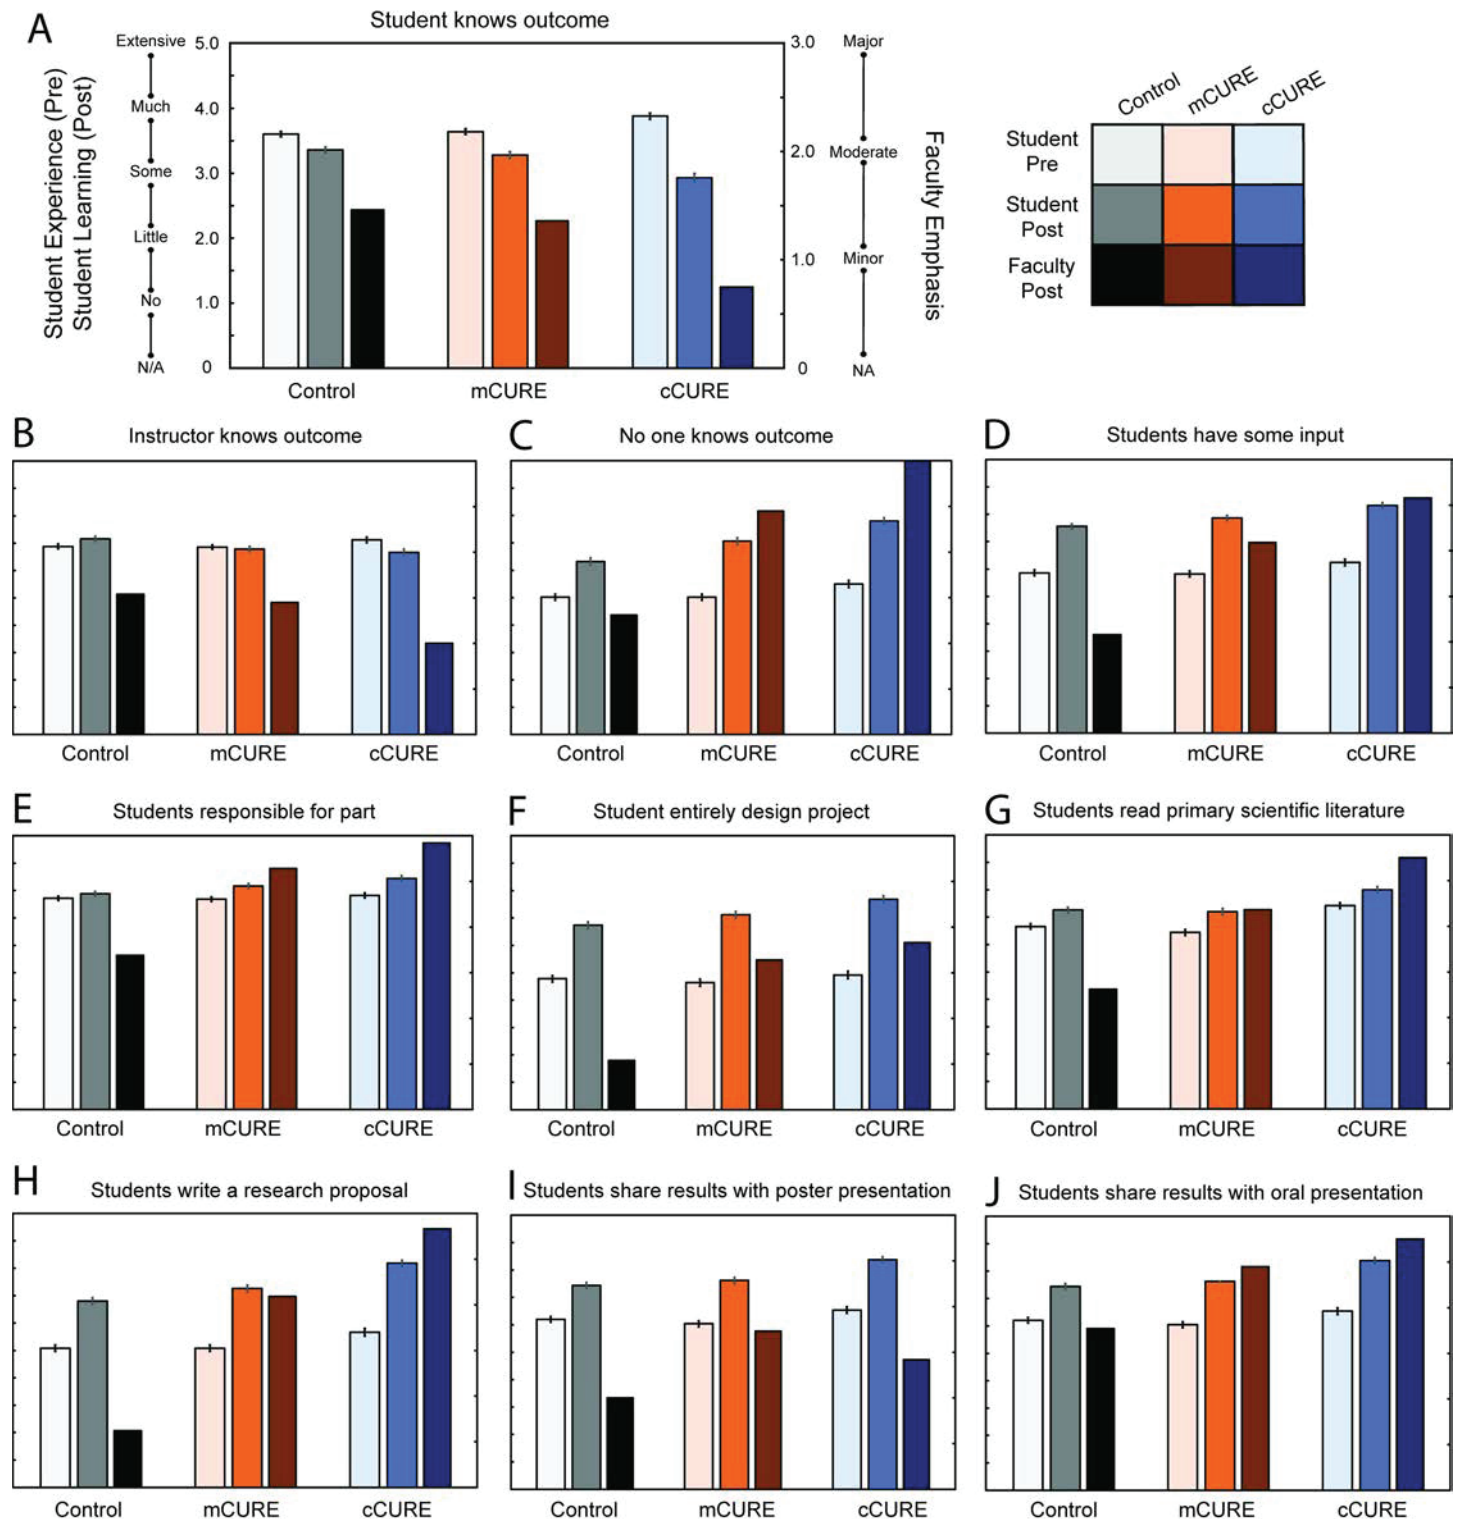 A
Student knows outcome
Student Experience (Pre)
Student Learning (Post)
Extensive
Much
Some
Little
No
N/A
5.0
4.0
3.0
2.0
1.0
0
3.0
2.0
1.0
0
Major
Moderate
Minor
NA
Faculty Emphasis
Control
mCURE
cCURE
Control
mCURE
cCURE
Student
Pre
Student
Post
Faculty
Post
B
Instructor knows outcome
Control
mCURE
cCURE
C
No one knows outcome
Control
mCURE
cCURE
D
Students have some input
Control
mCURE
cCURE
E
Students responsible for part
Control
mCURE
cCURE
F
Student entirely design project
Control
mCURE
cCURE
G
Students read primary scientific literature
Control
mCURE
cCURE
H
Students write a research proposal
Control
mCURE
cCURE
I
Students share results with poster presentation
Control
mCURE
cCURE
J
Students share results with oral presentation
Control
mCURE
cCURE